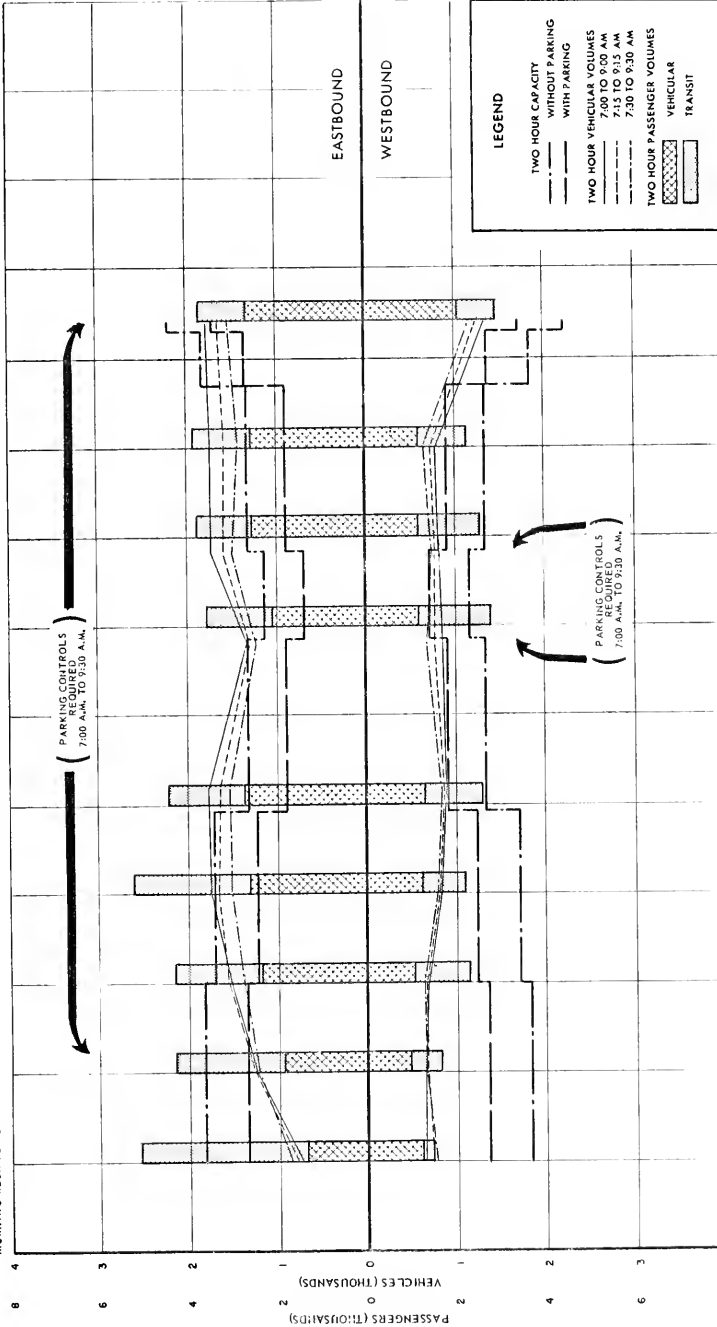 4
3
2
1
0
1
2
3
8
6
4
2
0
2
4
6
VEHICLES (THOUSANDS)
PASSENGERS (THOUSANDS)
PARKING CONTROLS
REQUIRED
7:00 A.M. TO 9:30 A.M.
EASTBOUND
WESTBOUND
PARKING CONTROLS
REQUIRED
7:00 A.M. TO 9:30 A.M.
LEGEND
TWO HOUR CAPACITY
WITHOUT PARKING
WITH PARKING
TWO HOUR VEHICULAR VOLUMES
7:00 TO 9:00 AM
7:15 TO 9:15 AM
7:30 TO 9:30 AM
TWO HOUR PASSENGER VOLUMES
VEHICULAR
TRANSIT